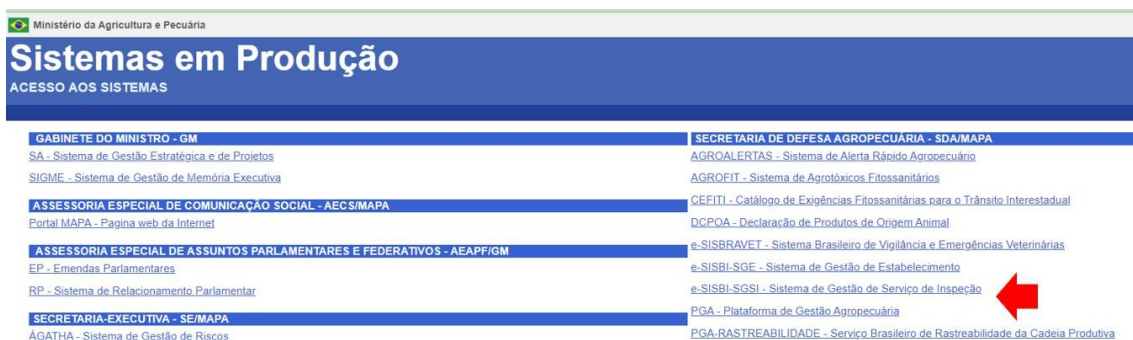 Ministério da Agricultura e Pecuária
Sistemas em Produção
ACESSO AOS SISTEMAS
GABINETE DO MINISTRO - GM
SA - Sistema de Gestão Estratégica e de Projetos
SIGME - Sistema de Gestão de Memória Executiva
ASSESSORIA ESPECIAL DE COMUNICAÇÃO SOCIAL - AECS/MAPA
Portal MAPA - Pagina web da Internet
ASSESSORIA ESPECIAL DE ASSUNTOS PARLAMENTARES E FEDERATIVOS - AEAPF/GM
EP - Emendas Parlamentares
RP - Sistema de Relacionamento Parlamentar
SECRETARIA-EXECUTIVA - SE/MAPA
ÁGATHA - Sistema de Gestão de Riscos
SECRETARIA DE DEFESA AGROPECUÁRIA - SDA/MAPA
AGROALERTAS - Sistema de Alerta Rápido Agropecuário
AGROFIT - Sistema de Agrotóxicos Fitossanitários
CEFITI - Catálogo de Exigências Fitossanitárias para o Trânsito Interestadual
DCPOA - Declaração de Produtos de Origem Animal
e-SISBRAVET - Sistema Brasileiro de Vigilância e Emergências Veterinárias
e-SISBI-SGE - Sistema de Gestão de Estabelecimento
e-SISBI-SGSI - Sistema de Gestão de Serviço de Inspeção
PGA - Plataforma de Gestão Agropecuária
PGA-RASTREABILIDADE - Serviço Brasileiro de Rastreabilidade da Cadeia Produtiva